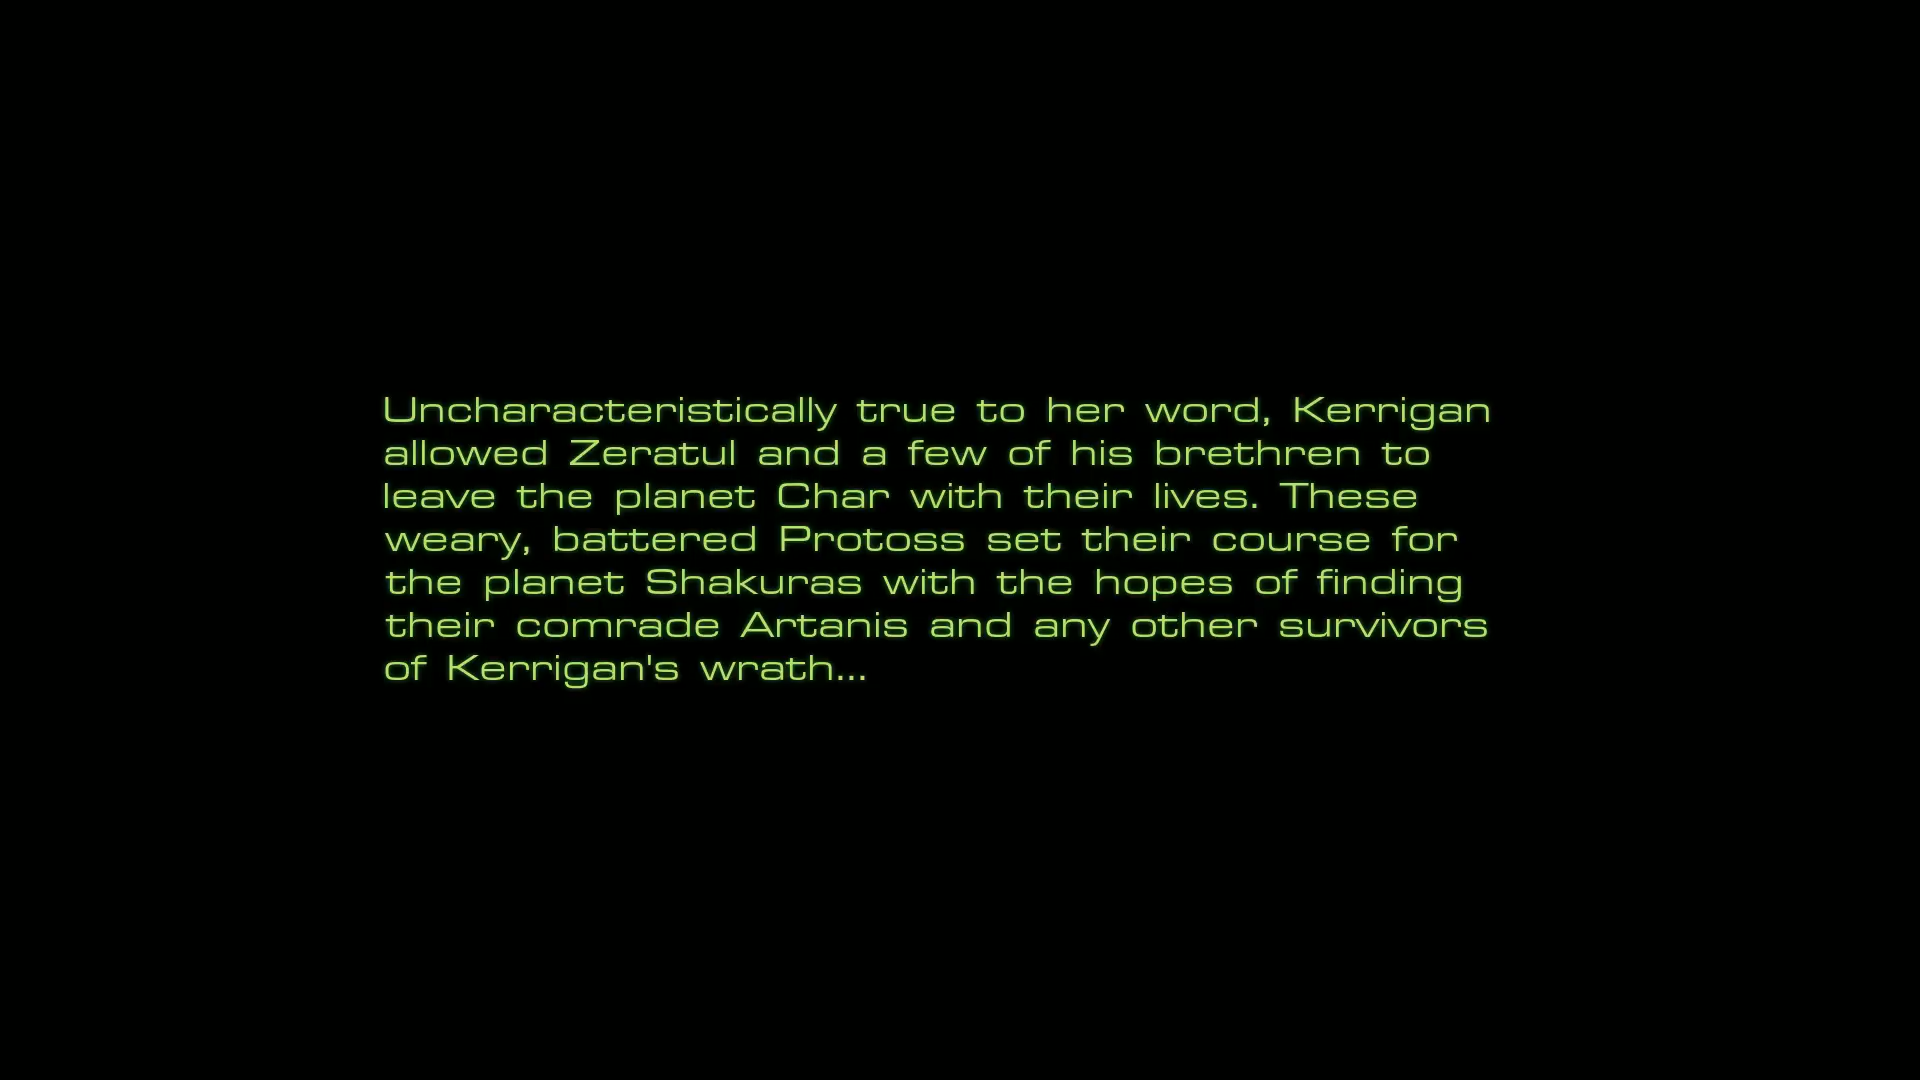 Uncharacteristically true to her word, Kerrigan
allowed Zeratul and a few of his brethren to
leave the planet Char with their lives. These
weary, battered Protoss set their course for
the planet Shakuras with the hopes of finding
their comrade Artanis and any other survivors
of Kerrigan's wrath...